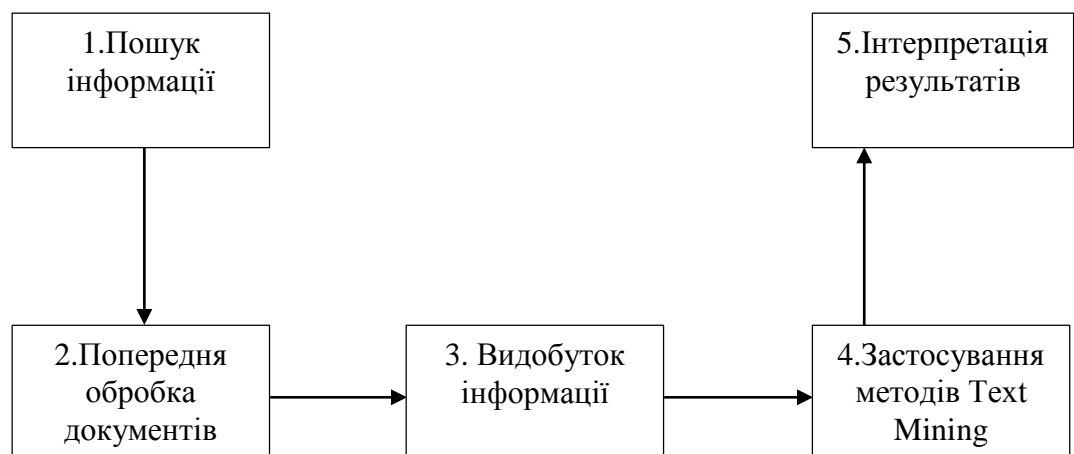 1.Пошук
інформації
2.Попередня
обробка
документів
3. Видобуток
інформації
4.Застосування
методів Text
Mining
5.Інтерпретація
результатів